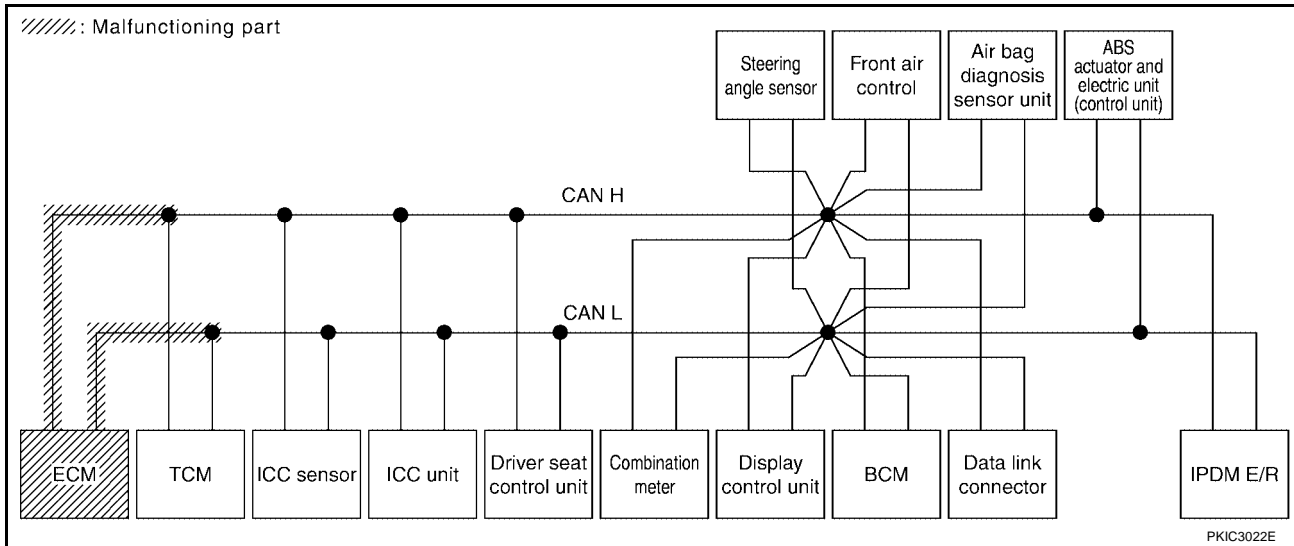 : Malfunctioning part
Steering
angle sensor
Front air
control
Air bag
diagnosis
sensor unit
ABS
actuator and
electric unit
(control unit)
CAN H
CAN L
ECM
TCM
ICC sensor
ICC unit
Driver seat
control unit
Combination
meter
Display
control unit
BCM
Data link
connector
IPDM E/R
PKIC3022E